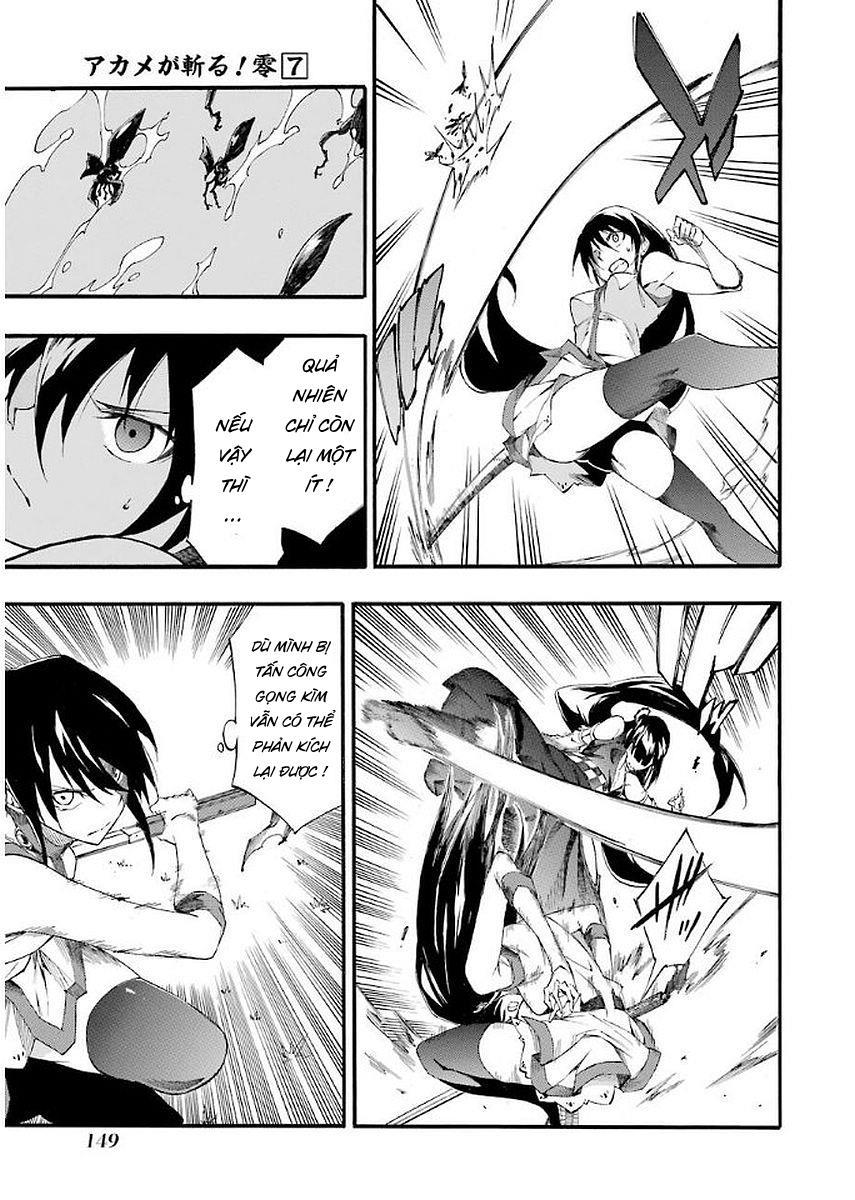 アカメが斬る！零7
QUẢ
NHIÊN
CHỈ CÒN
LẠI MỘT
ÍT !
NẾU
VẬY
THÌ
...
DÙ MÌNH BỊ
TẤN CÔNG
GỌNG KÌM
VẪN CÓ THỂ
PHẢN KÍCH
LẠI ĐƯỢC !
149